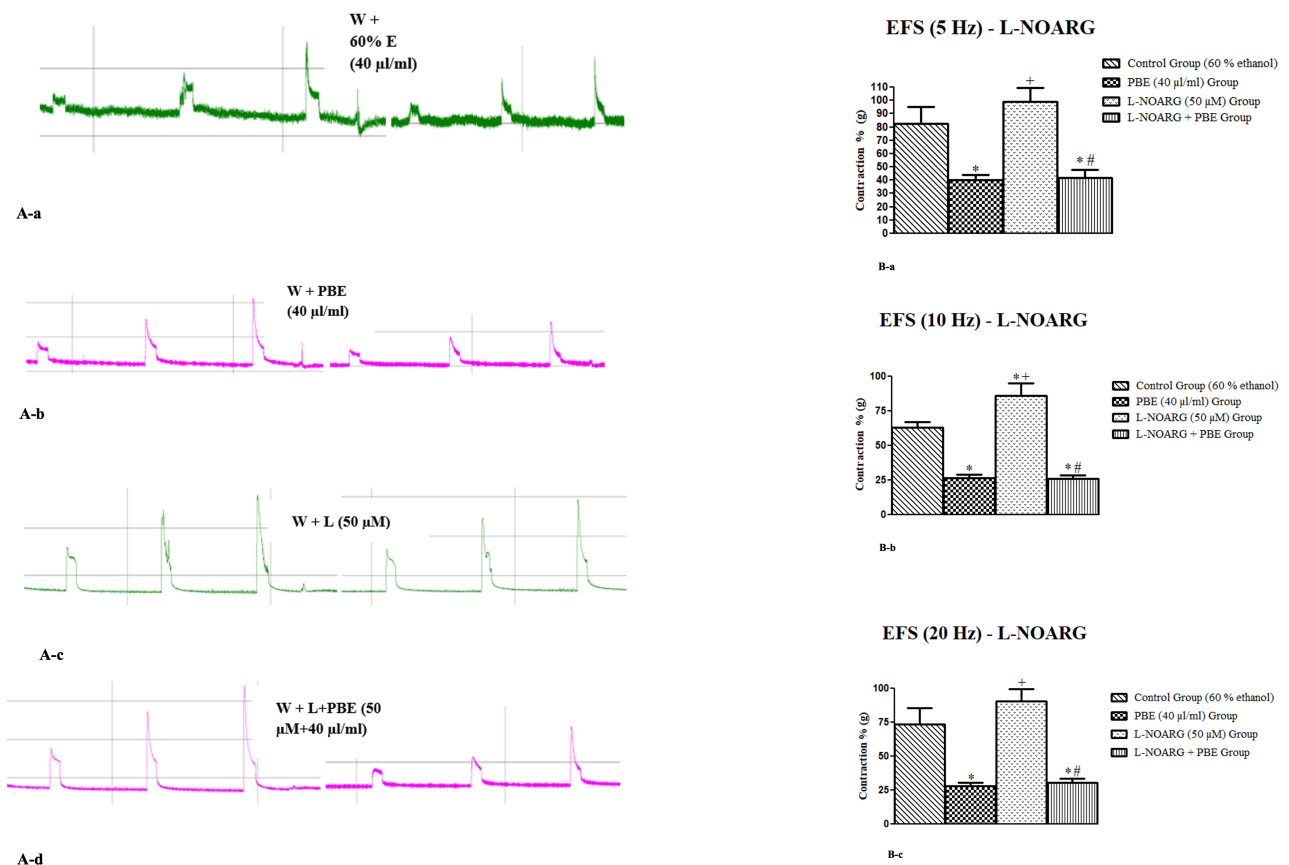 W +
60% E
(40 µl/ml)
A-a
W + PBE
(40 µl/ml)
A-b
W + L (50 µM)
A-c
W + L+PBE (50
µM+40 µl/ml)
A-d
EFS (5 Hz) - L-NOARG
Contraction % (g)
110
100
90
80
70
60
50
40
30
20
10
0
*
+
* #
Control Group (60 % ethanol)
PBE (40 µl/ml) Group
L-NOARG (50 µM) Group
L-NOARG + PBE Group
B-a
EFS (10 Hz) - L-NOARG
Contraction % (g)
100
75
50
25
0
*
* +
* #
Control Group (60 % ethanol)
PBE (40 µl/ml) Group
L-NOARG (50 µM) Group
L-NOARG + PBE Group
B-b
EFS (20 Hz) - L-NOARG
Contraction % (g)
100
75
50
25
0
*
+
* #
Control Group (60 % ethanol)
PBE (40 µl/ml) Group
L-NOARG (50 µM) Group
L-NOARG + PBE Group
B-c